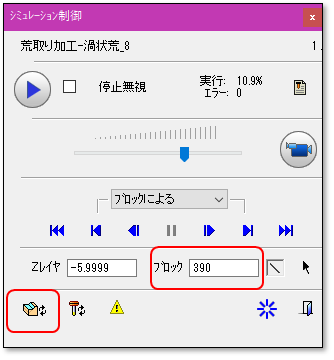 シミュレーション制御
荒取り加工-渦状荒_8 1.
停止無視 実行: 10.9%
エラー: 0
ブロックによる
Zレイヤ -5.9999 ブロック 390